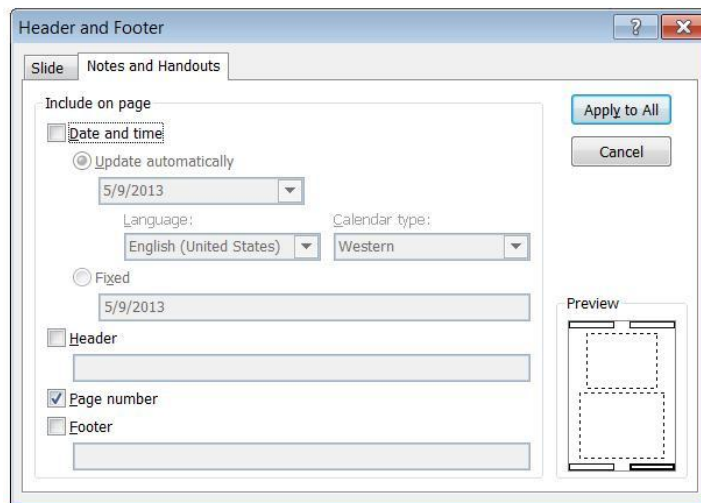 Header and Footer
Slide
Notes and Handouts
Include on page
Date and time
Update automatically
5/9/2013
Language: Calendar type:
English (United States) Western
Fixed
5/9/2013
Header
Page number
Footer
Apply to All
Cancel
Preview